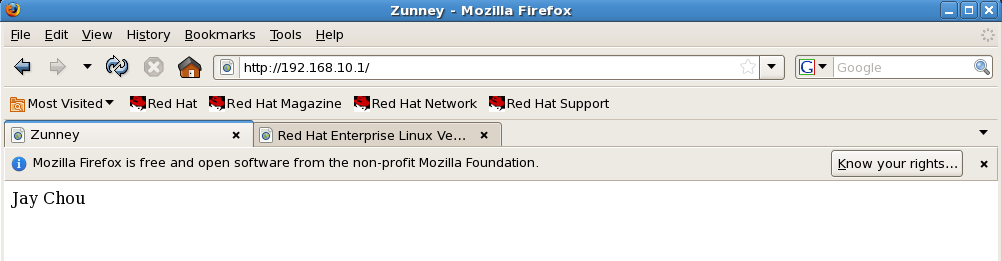 Zunney - Mozilla Firefox
File Edit View History Bookmarks Tools Help
http://192.168.10.1/ G Google
Most Visited Red Hat Red Hat Magazine Red Hat Network Red Hat Support
Zunney Red Hat Enterprise Linux Ve...
Mozilla Firefox is free and open software from the non-profit Mozilla Foundation. Know your rights...
Jay Chou